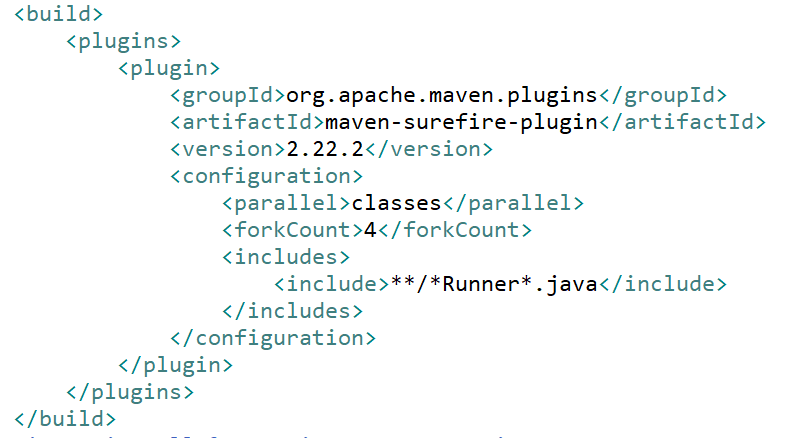 <build>
    <plugins>
        <plugin>
            <groupId>org.apache.maven.plugins</groupId>
            <artifactId>maven-surefire-plugin</artifactId>
            <version>2.22.2</version>
            <configuration>
                <parallel>classes</parallel>
                <forkCount>4</forkCount>
                <includes>
                    <include>**/*Runner*.java</include>
                </includes>
            </configuration>
        </plugin>
    </plugins>
</build>